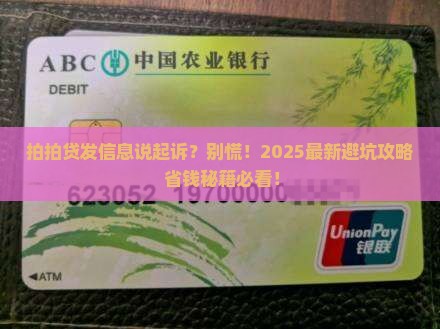 ABC 中国农业银行
DEBIT
拍拍贷发信息说起诉？别慌！2025最新避坑攻略
省钱秘籍必看！
623052 19700000
UnionPay
银联
◀ATM